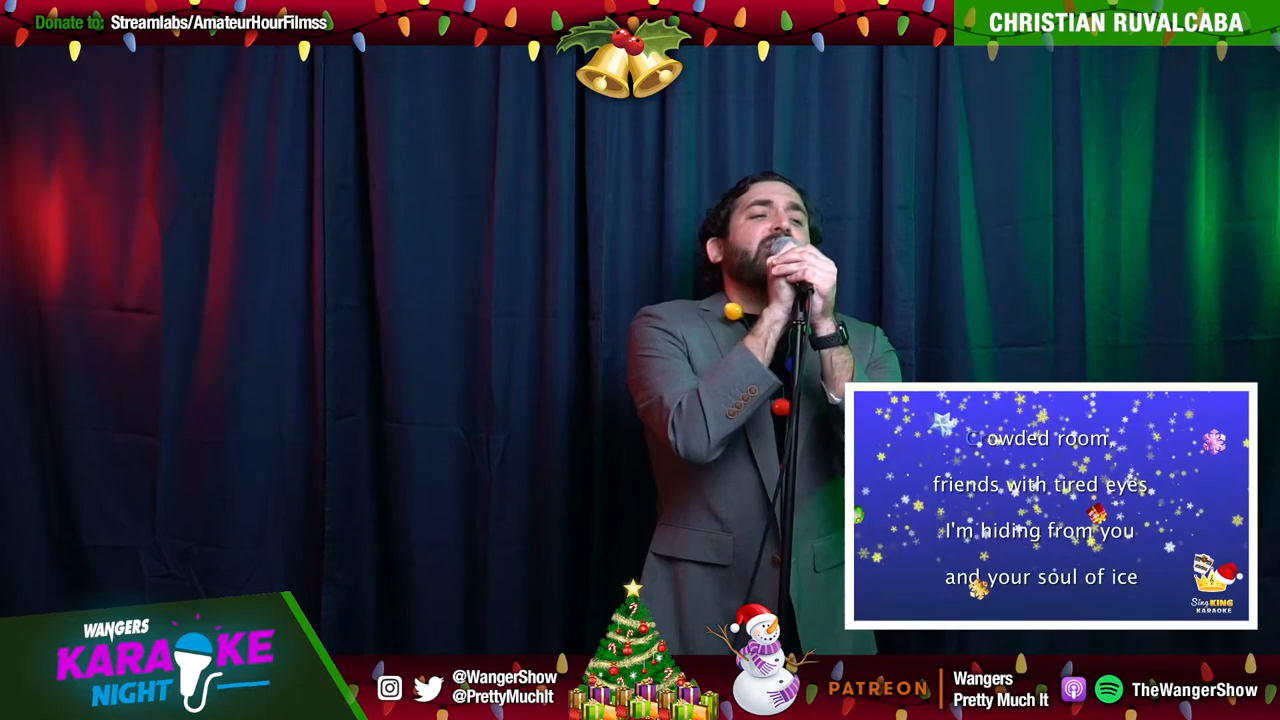 Donate to: Streamlabs/AmateurHourFilmss
CHRISTIAN RUVALCABA
Crowded room,
friends with tired eyes
I'm hiding from you
and your soul of ice
Sing KING
KARAOKE
WANGERS
KARAOKE
NIGHT
@WangerShow
@PrettyMuchIt
PATREON
Wangers
Pretty Much It
TheWangerShow